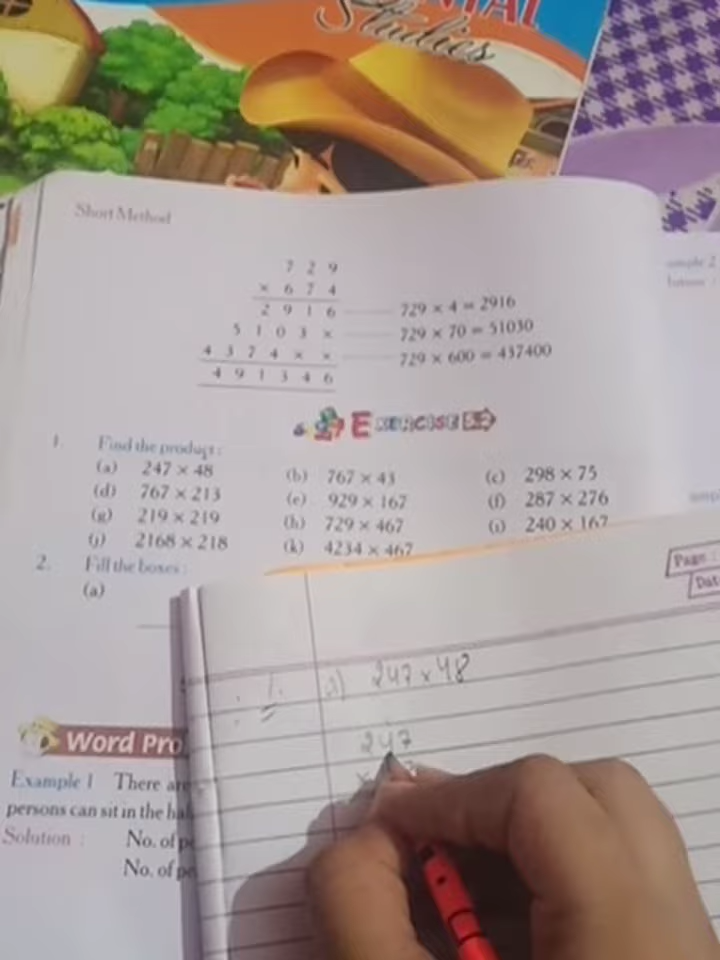 Studies
Short Method
7 2 9
× 6 7 4
2 9 1 6 729 × 4 = 2916
5 1 0 3 × 729 × 70 = 51030
4 3 7 4 × × 729 × 600 = 437400
4 9 1 3 4 6
EXERCISE
1. Find the product :
(a) 247 × 48 (b) 767 × 43 (c) 298 × 75
(d) 767 × 213 (e) 929 × 167 (f) 287 × 276
(g) 219 × 219 (h) 729 × 467 (i) 240 × 167
(j) 2168 × 218 (k) 4234 × 467
2. Fill the boxes :
(a)
Page :
1. a) 247 × 48
247
×
Word Pro
Example 1 There are
persons can sit in the
Solution : No. of
No. of